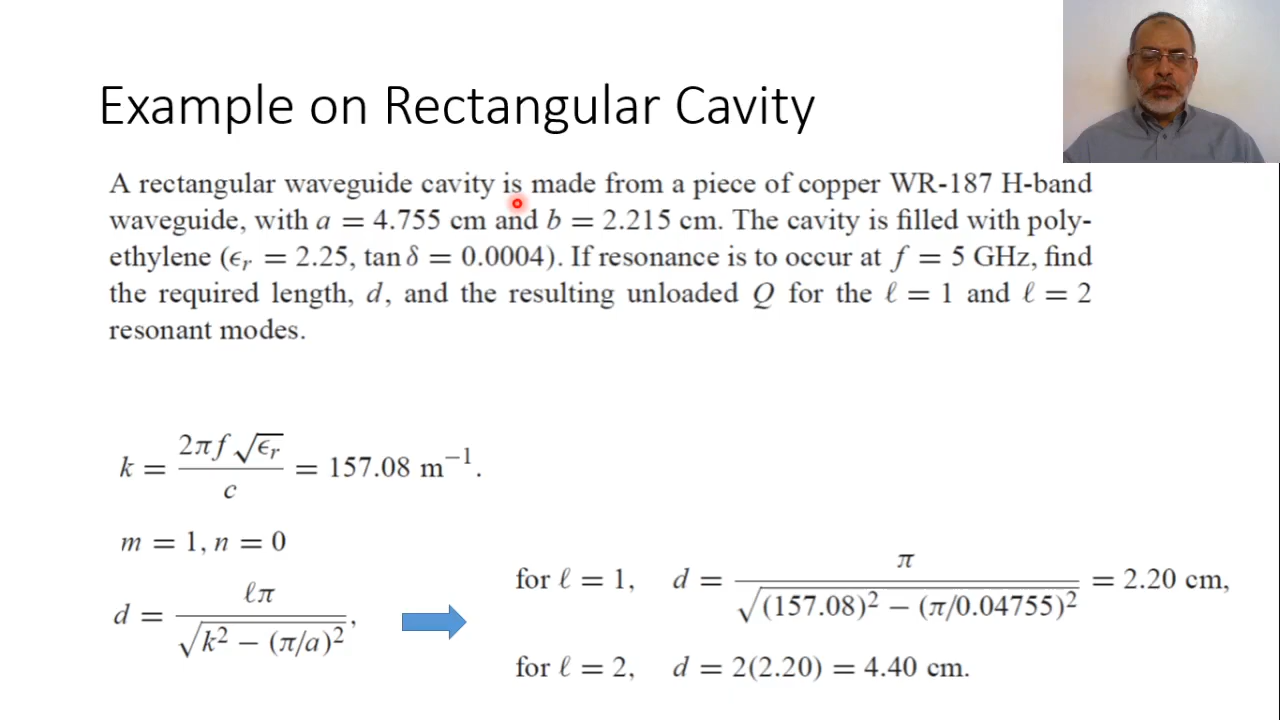 Example on Rectangular Cavity
A rectangular waveguide cavity is made from a piece of copper WR-187 H-band
waveguide, with a = 4.755 cm and b = 2.215 cm. The cavity is filled with poly-
ethylene (ϵr = 2.25, tan δ = 0.0004). If resonance is to occur at f = 5 GHz, find
the required length, d, and the resulting unloaded Q for the ℓ = 1 and ℓ = 2
resonant modes.
k = 2πf√ϵr / c = 157.08 m⁻¹.
m = 1, n = 0
d = ℓπ / √(k² − (π/a)²),
for ℓ = 1, d = π / √((157.08)² − (π/0.04755)²) = 2.20 cm,
for ℓ = 2, d = 2(2.20) = 4.40 cm.